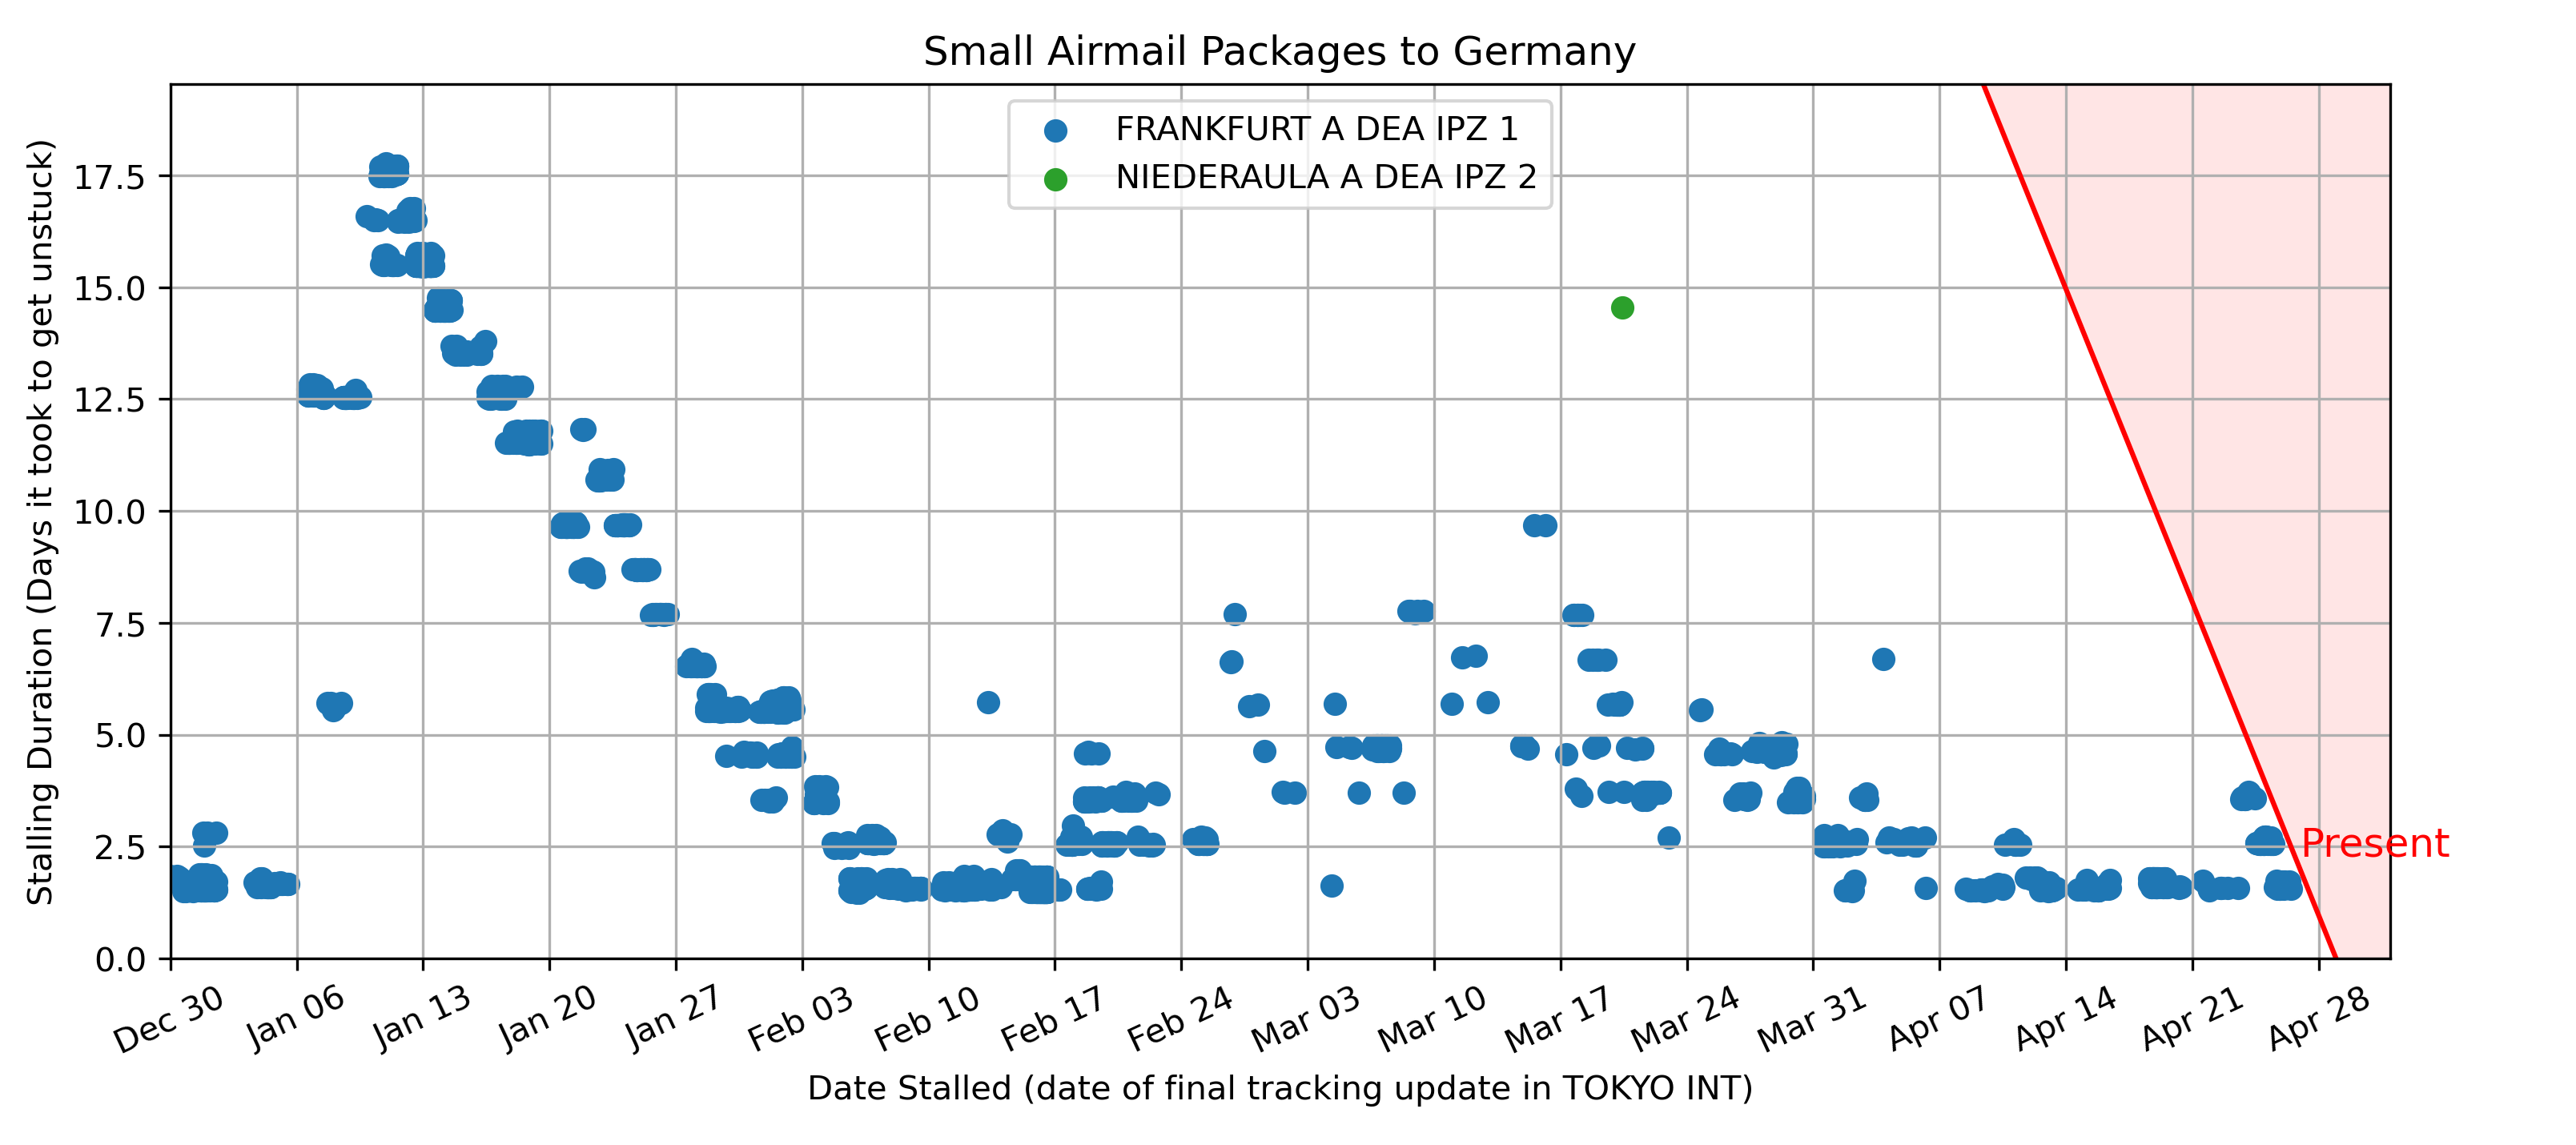 Small Airmail Packages to Germany
FRANKFURT A DEA IPZ 1
NIEDERAULA A DEA IPZ 2
Stalling Duration (Days it took to get unstuck)
17.5
15.0
12.5
10.0
7.5
5.0
2.5
0.0
Present
Dec 30
Jan 06
Jan 13
Jan 20
Jan 27
Feb 03
Feb 10
Feb 17
Feb 24
Mar 03
Mar 10
Mar 17
Mar 24
Mar 31
Apr 07
Apr 14
Apr 21
Apr 28
Date Stalled (date of final tracking update in TOKYO INT)